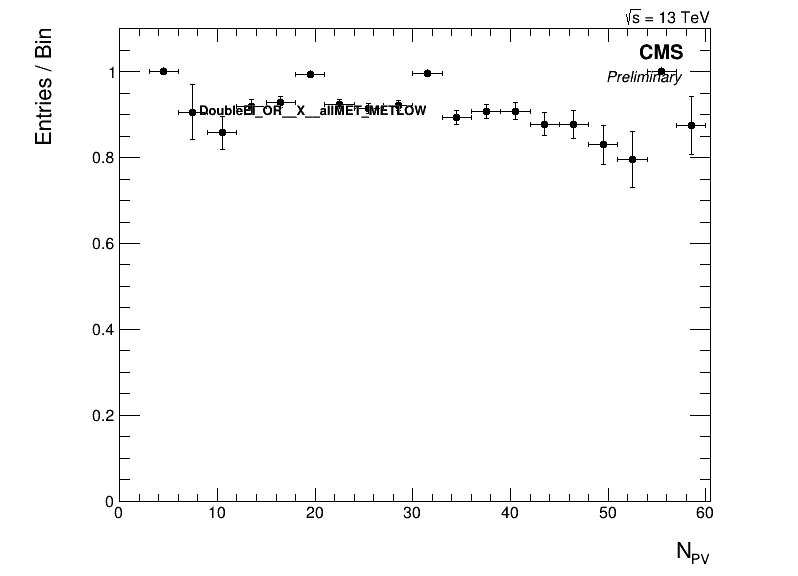 √s = 13 TeV
Entries / Bin
CMS
Preliminary
1
DoubleEl_OR__X__allMET_METLOW
0.8
0.6
0.4
0.2
0
0 10 20 30 40 50 60
N_PV